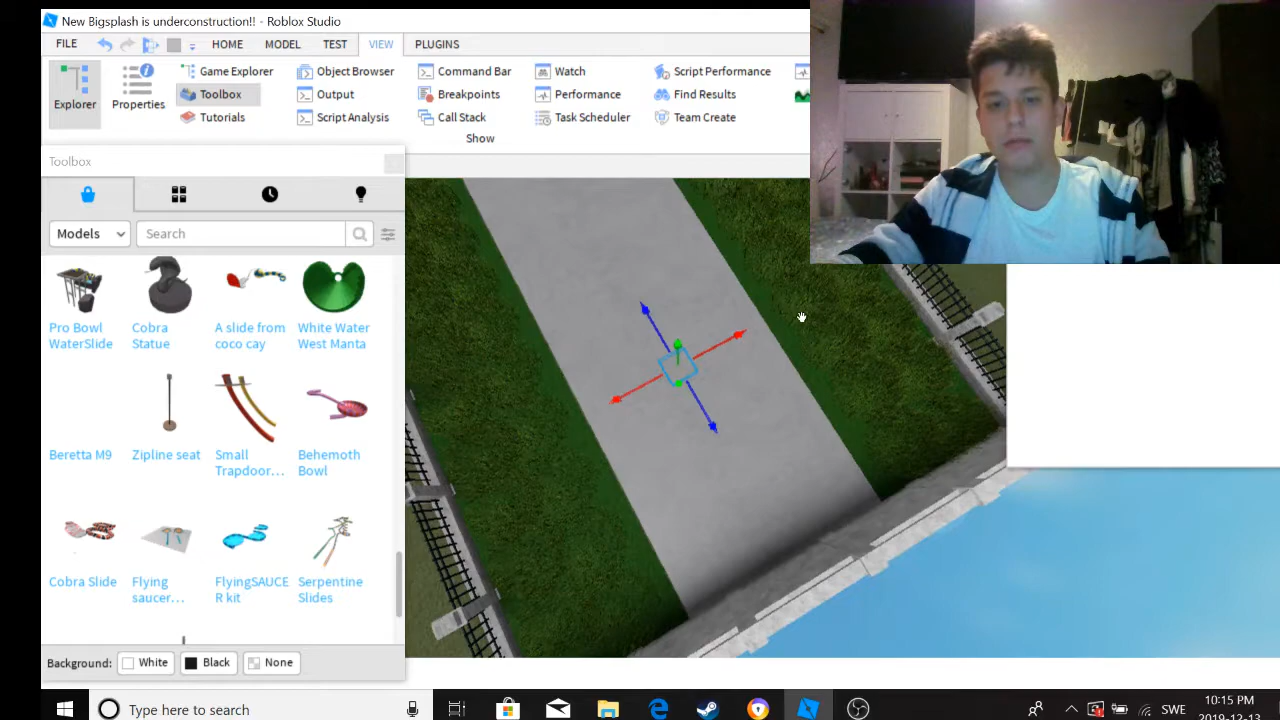 New Bigsplash is underconstruction!! - Roblox Studio
FILE HOME MODEL TEST VIEW PLUGINS
Explorer
Properties
Game Explorer
Toolbox
Tutorials
Object Browser
Output
Script Analysis
Command Bar
Breakpoints
Call Stack
Watch
Performance
Task Scheduler
Script Performance
Find Results
Team Create
Show
Toolbox
Models
Search
Pro Bowl
WaterSlide
Cobra
Statue
A slide from
coco cay
White Water
West Manta
Beretta M9
Zipline seat
Small
Trapdoor...
Behemoth
Bowl
Cobra Slide
Flying
saucer...
FlyingSAUCE
R kit
Serpentine
Slides
Background: White Black None
Type here to search
SWE
10:15 PM
2019-12-13